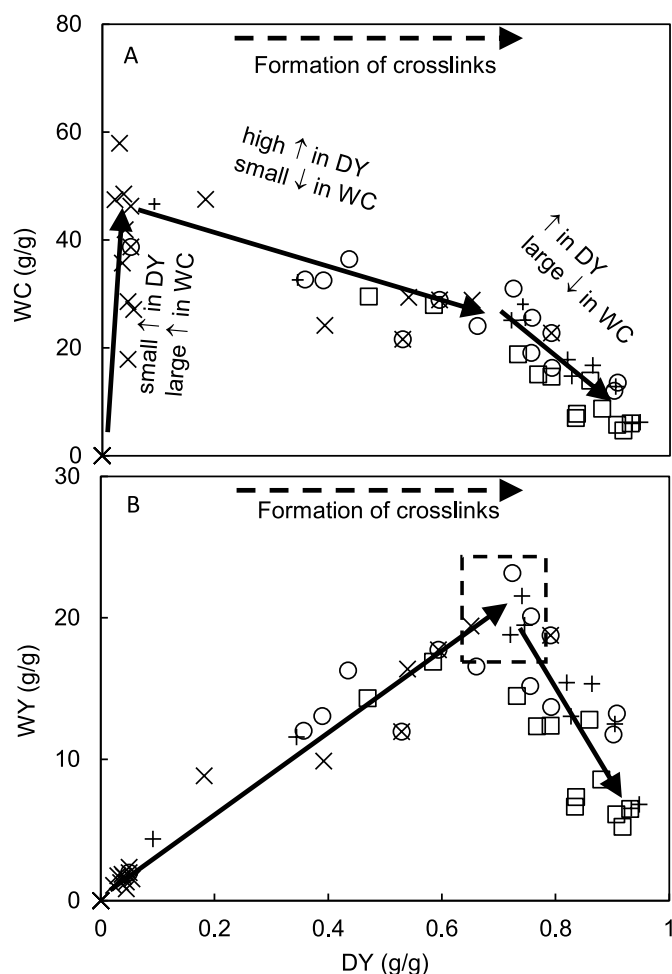 80
A
Formation of crosslinks
60
high ↑ in DY
small ↓ in WC
↑ in DY
large ↓ in WC
WC (g/g)
40
small ↑ in DY
large ↑ in WC
20
0
30
B
Formation of crosslinks
20
WY (g/g)
10
0
0 0.2 0.4 0.6 0.8 1
DY (g/g)